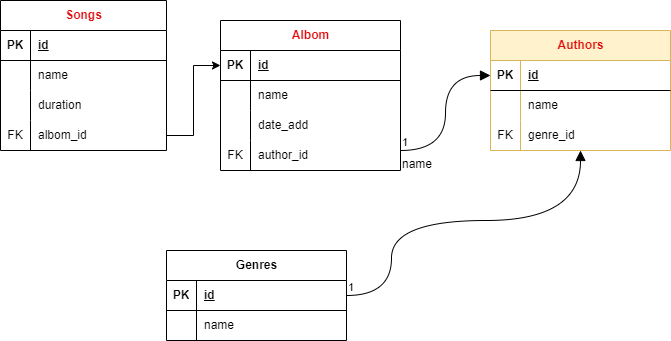 Songs
PK id
name
duration
FK albom_id
Albom
PK id
name
date_add
FK author_id
1
name
Authors
PK id
name
FK genre_id
Genres
PK id
name
1